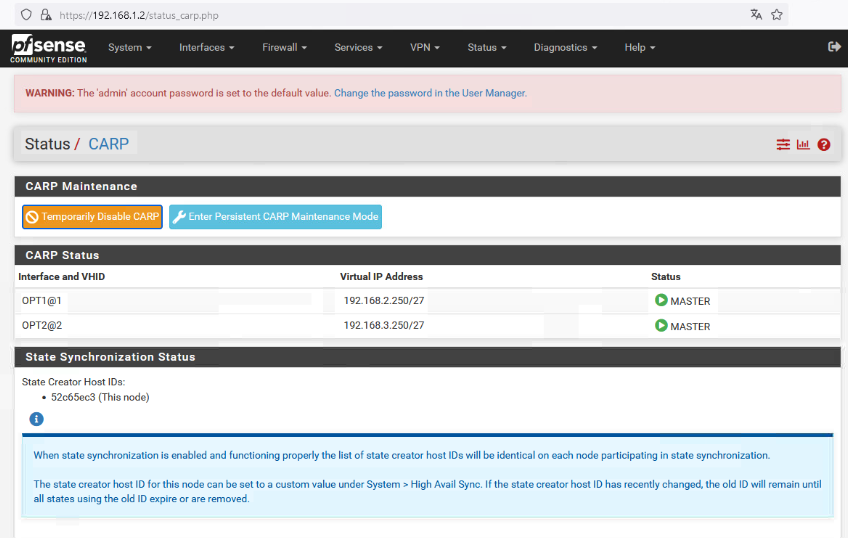 https://192.168.1.2/status_carp.php
pfsense
COMMUNITY EDITION
System Interfaces Firewall Services VPN Status Diagnostics Help
WARNING: The 'admin' account password is set to the default value. Change the password in the User Manager.
Status / CARP
CARP Maintenance
Temporarily Disable CARP Enter Persistent CARP Maintenance Mode
CARP Status
Interface and VHID Virtual IP Address Status
OPT1@1 192.168.2.250/27 MASTER
OPT2@2 192.168.3.250/27 MASTER
State Synchronization Status
State Creator Host IDs:
• 52c65ec3 (This node)
When state synchronization is enabled and functioning properly the list of state creator host IDs will be identical on each node participating in state synchronization.
The state creator host ID for this node can be set to a custom value under System > High Avail Sync. If the state creator host ID has recently changed, the old ID will remain until
all states using the old ID expire or are removed.